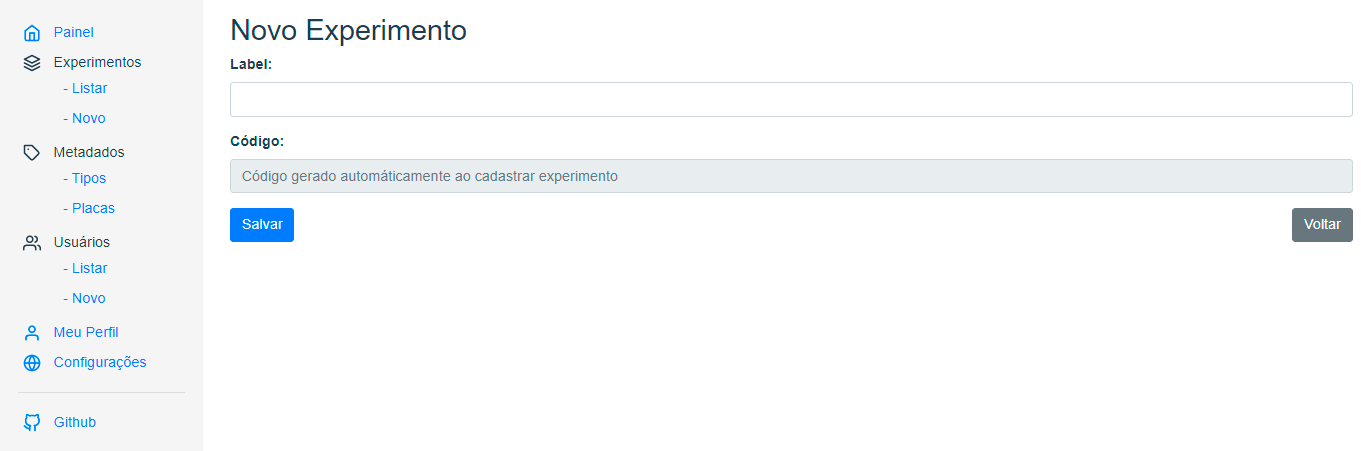 Painel
Experimentos
- Listar
- Novo
Metadados
- Tipos
- Placas
Usuários
- Listar
- Novo
Meu Perfil
Configurações
Github
Novo Experimento
Label:
Código:
Código gerado automáticamente ao cadastrar experimento
Salvar
Voltar